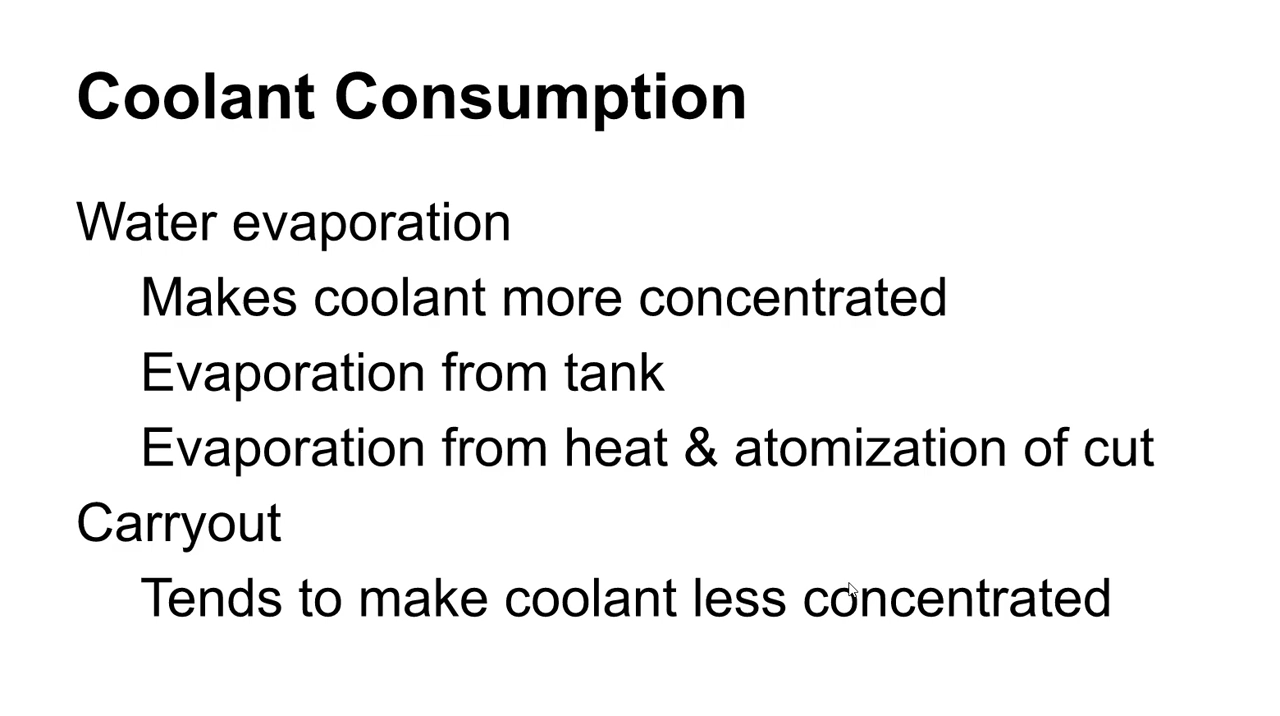 Coolant Consumption
Water evaporation
Makes coolant more concentrated
Evaporation from tank
Evaporation from heat & atomization of cut
Carryout
Tends to make coolant less concentrated